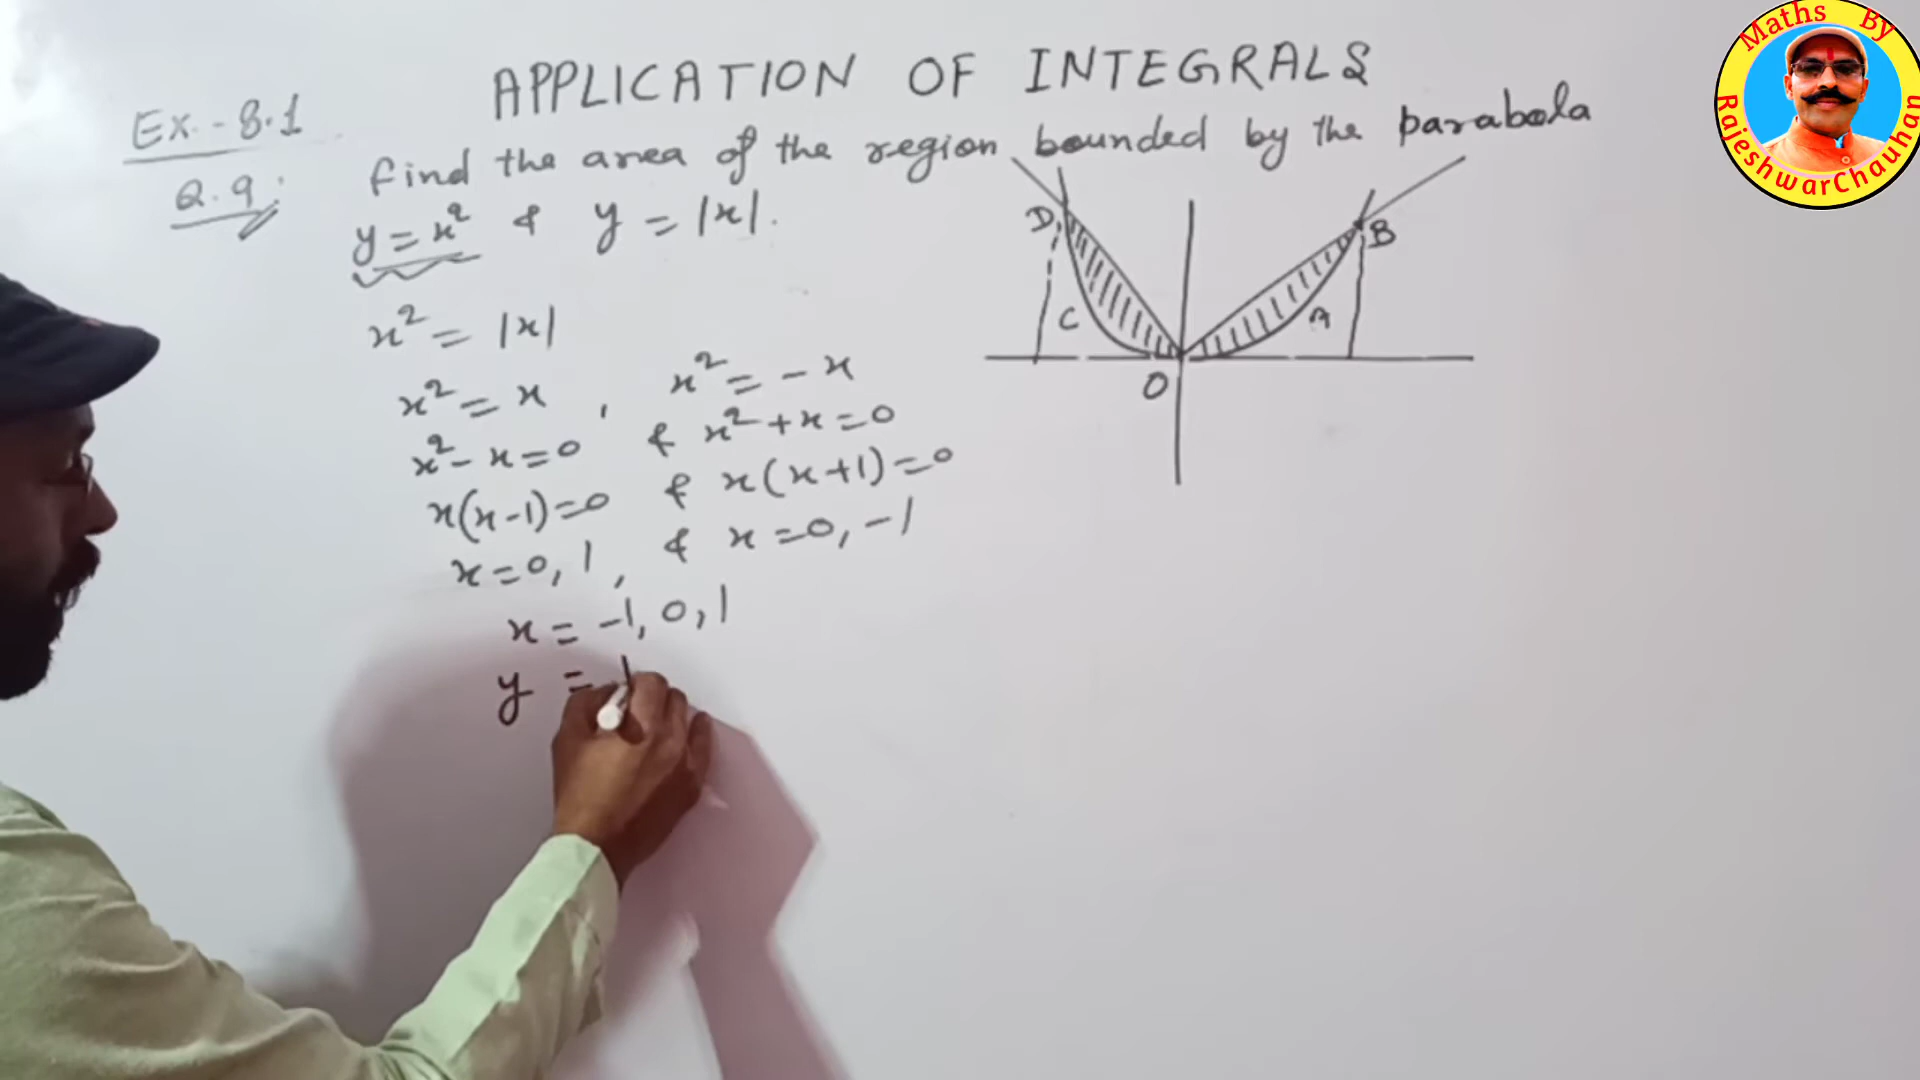 APPLICATION OF INTEGRALS
Ex.-8.1
Q.9:
find the area of the region bounded by the parabola
y=x² & y=|x|.
x²=|x|
x²=x, x²=-x
x²-x=0 & x²+x=0
x(x-1)=0 & x(x+1)=0
x=0,1, & x=0,-1
x=-1,0,1
y=1
D
B
C
A
O
Maths By
RajeshwarChauhan